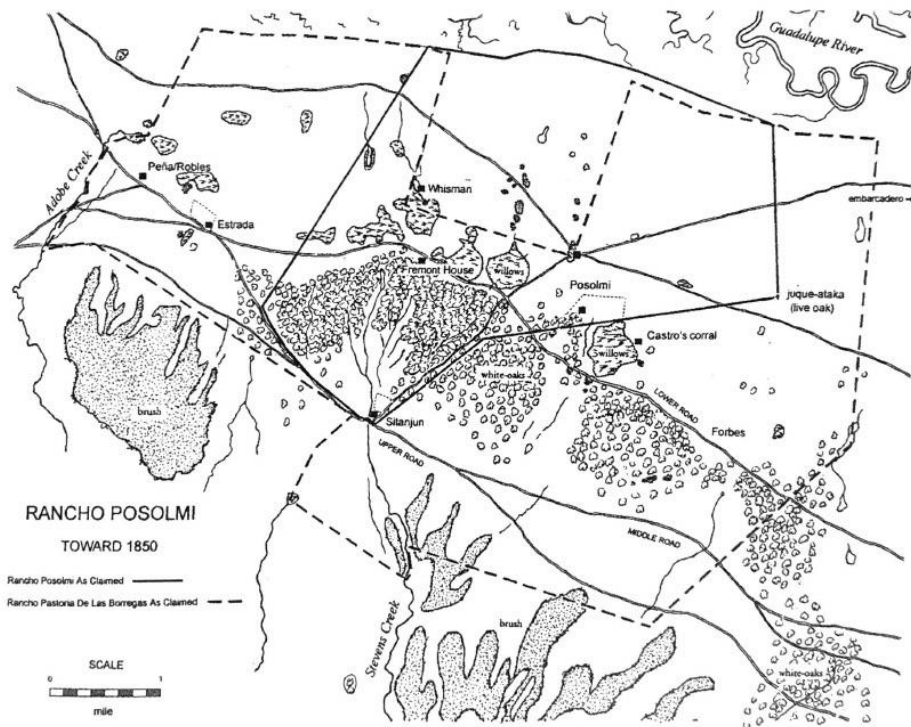 Guadalupe River
Adobe Creek
Peña/Robles
Whisman
embarcadero
Estrada
Fremont House
willows
Posolmi
juque-ataka
(live oak)
Castro's corral
willows
white-oaks
LOWER ROAD
brush
Sitanjun
Forbes
UPPER ROAD
RANCHO POSOLMI
TOWARD 1850
MIDDLE ROAD
Rancho Posolmi As Claimed
Rancho Pastoria De Las Borregas As Claimed
Stevens Creek
brush
SCALE
0 1
mile
white-oaks